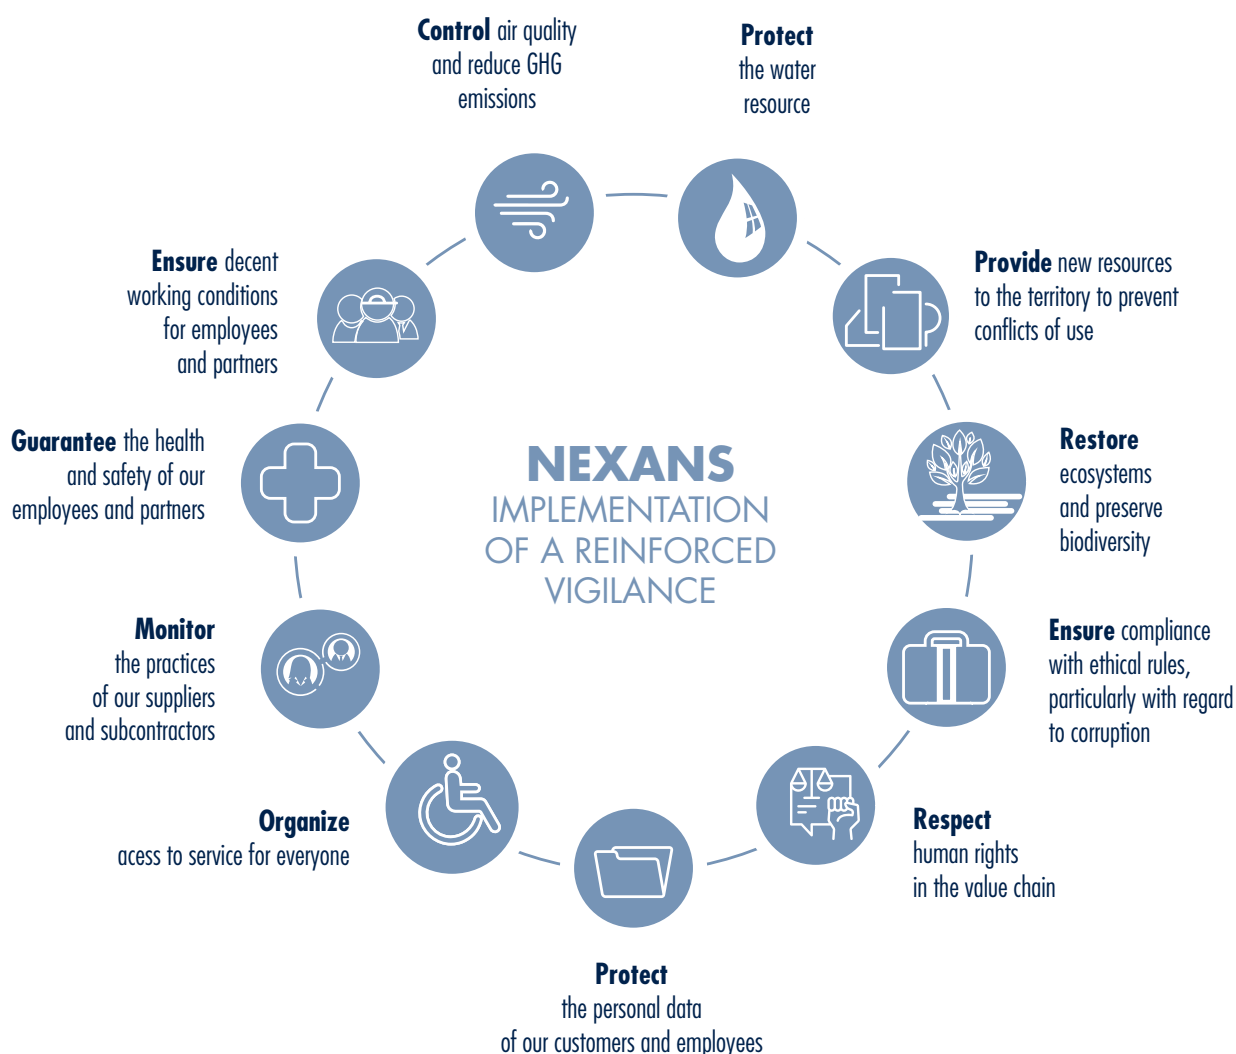 Control air quality
and reduce GHG
emissions
Protect
the water
resource
Provide new resources
to the territory to prevent
conflicts of use
Restore
ecosystems
and preserve
biodiversity
Ensure compliance
with ethical rules,
particularly with regard
to corruption
Respect
human rights
in the value chain
Protect
the personal data
of our customers and employees
Organize
acess to service for everyone
Monitor
the practices
of our suppliers
and subcontractors
Guarantee the health
and safety of our
employees and partners
Ensure decent
working conditions
for employees
and partners
NEXANS
IMPLEMENTATION
OF A REINFORCED
VIGILANCE